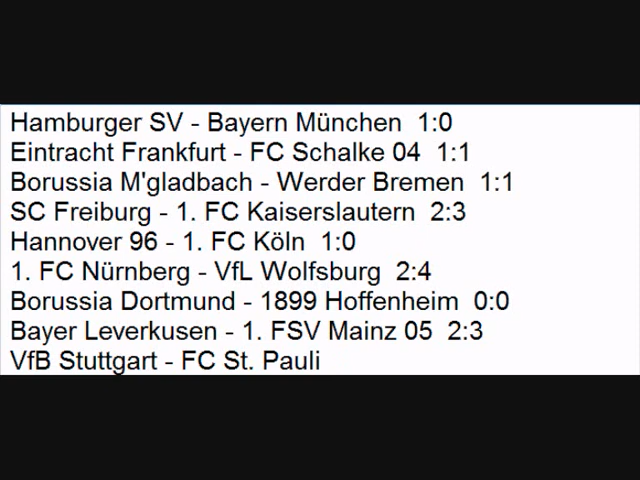 Hamburger SV - Bayern München 1:0
Eintracht Frankfurt - FC Schalke 04 1:1
Borussia M'gladbach - Werder Bremen 1:1
SC Freiburg - 1. FC Kaiserslautern 2:3
Hannover 96 - 1. FC Köln 1:0
1. FC Nürnberg - VfL Wolfsburg 2:4
Borussia Dortmund - 1899 Hoffenheim 0:0
Bayer Leverkusen - 1. FSV Mainz 05 2:3
VfB Stuttgart - FC St. Pauli